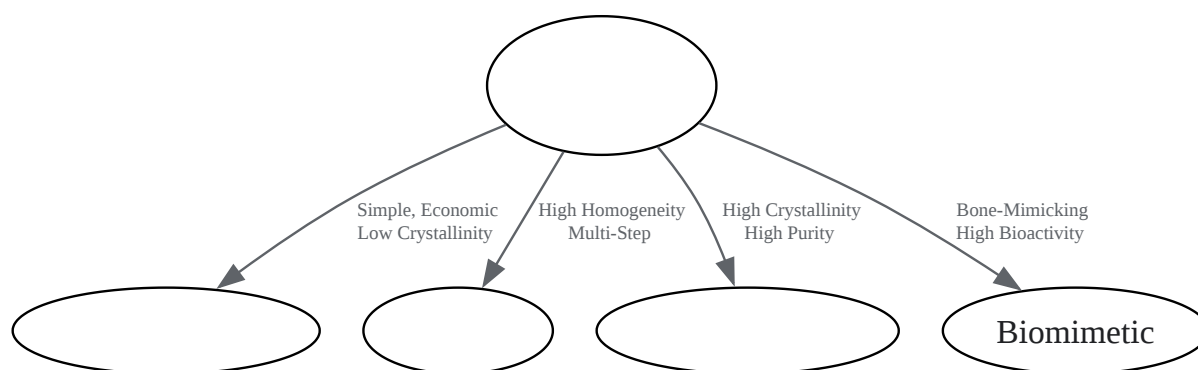 Simple, Economic
Low Crystallinity
High Homogeneity
Multi-Step
High Crystallinity
High Purity
Bone-Mimicking
High Bioactivity
Biomimetic